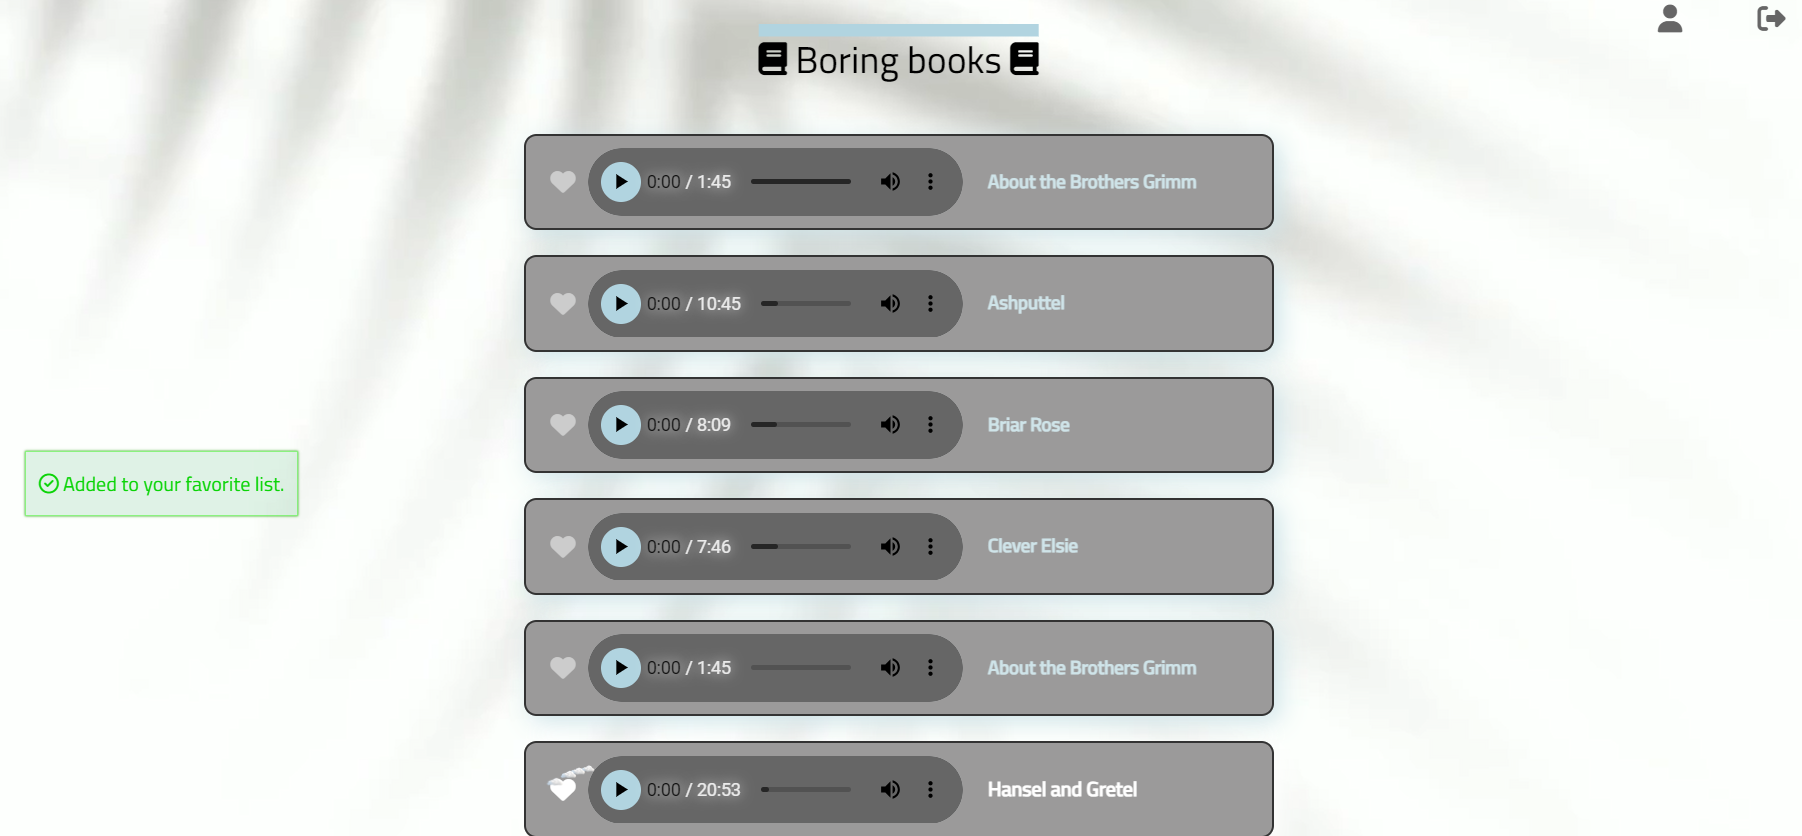 Boring books
0:00 / 1:45
About the Brothers Grimm
0:00 / 10:45
Ashputtel
0:00 / 8:09
Briar Rose
Added to your favorite list.
0:00 / 7:46
Clever Elsie
0:00 / 1:45
About the Brothers Grimm
0:00 / 20:53
Hansel and Gretel